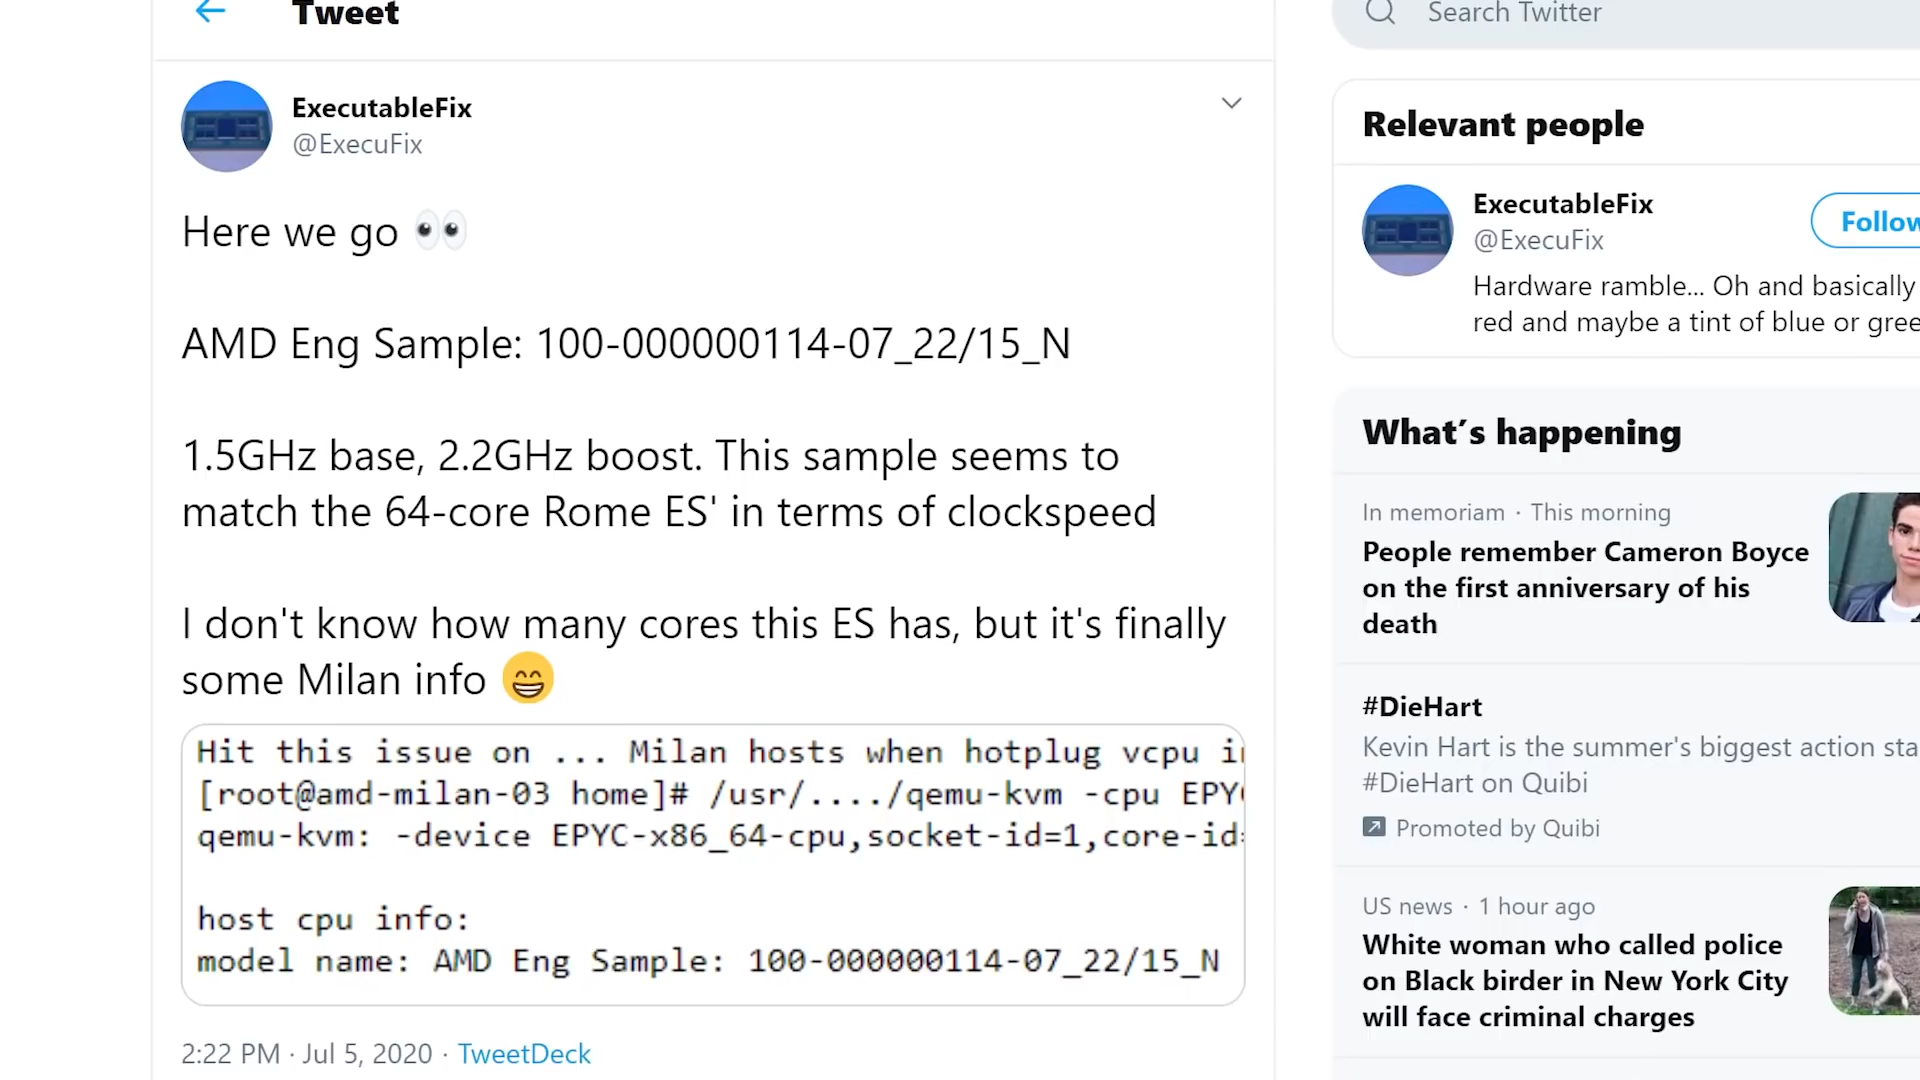 Tweet
ExecutableFix
@ExecuFix
Here we go 👀
AMD Eng Sample: 100-000000114-07_22/15_N
1.5GHz base, 2.2GHz boost. This sample seems to
match the 64-core Rome ES' in terms of clockspeed
I don't know how many cores this ES has, but it's finally
some Milan info 😁
Hit this issue on ... Milan hosts when hotplug vcpu
[root@amd-milan-03 home]# /usr/..../qemu-kvm -cpu EPY
qemu-kvm: -device EPYC-x86_64-cpu,socket-id=1,core-id=
host cpu info:
model name: AMD Eng Sample: 100-000000114-07_22/15_N
2:22 PM · Jul 5, 2020 · TweetDeck
Search Twitter
Relevant people
ExecutableFix
@ExecuFix
Follow
Hardware ramble... Oh and basically
red and maybe a tint of blue or gree
What's happening
In memoriam · This morning
People remember Cameron Boyce
on the first anniversary of his
death
#DieHart
Kevin Hart is the summer's biggest action sta
#DieHart on Quibi
Promoted by Quibi
US news · 1 hour ago
White woman who called police
on Black birder in New York City
will face criminal charges